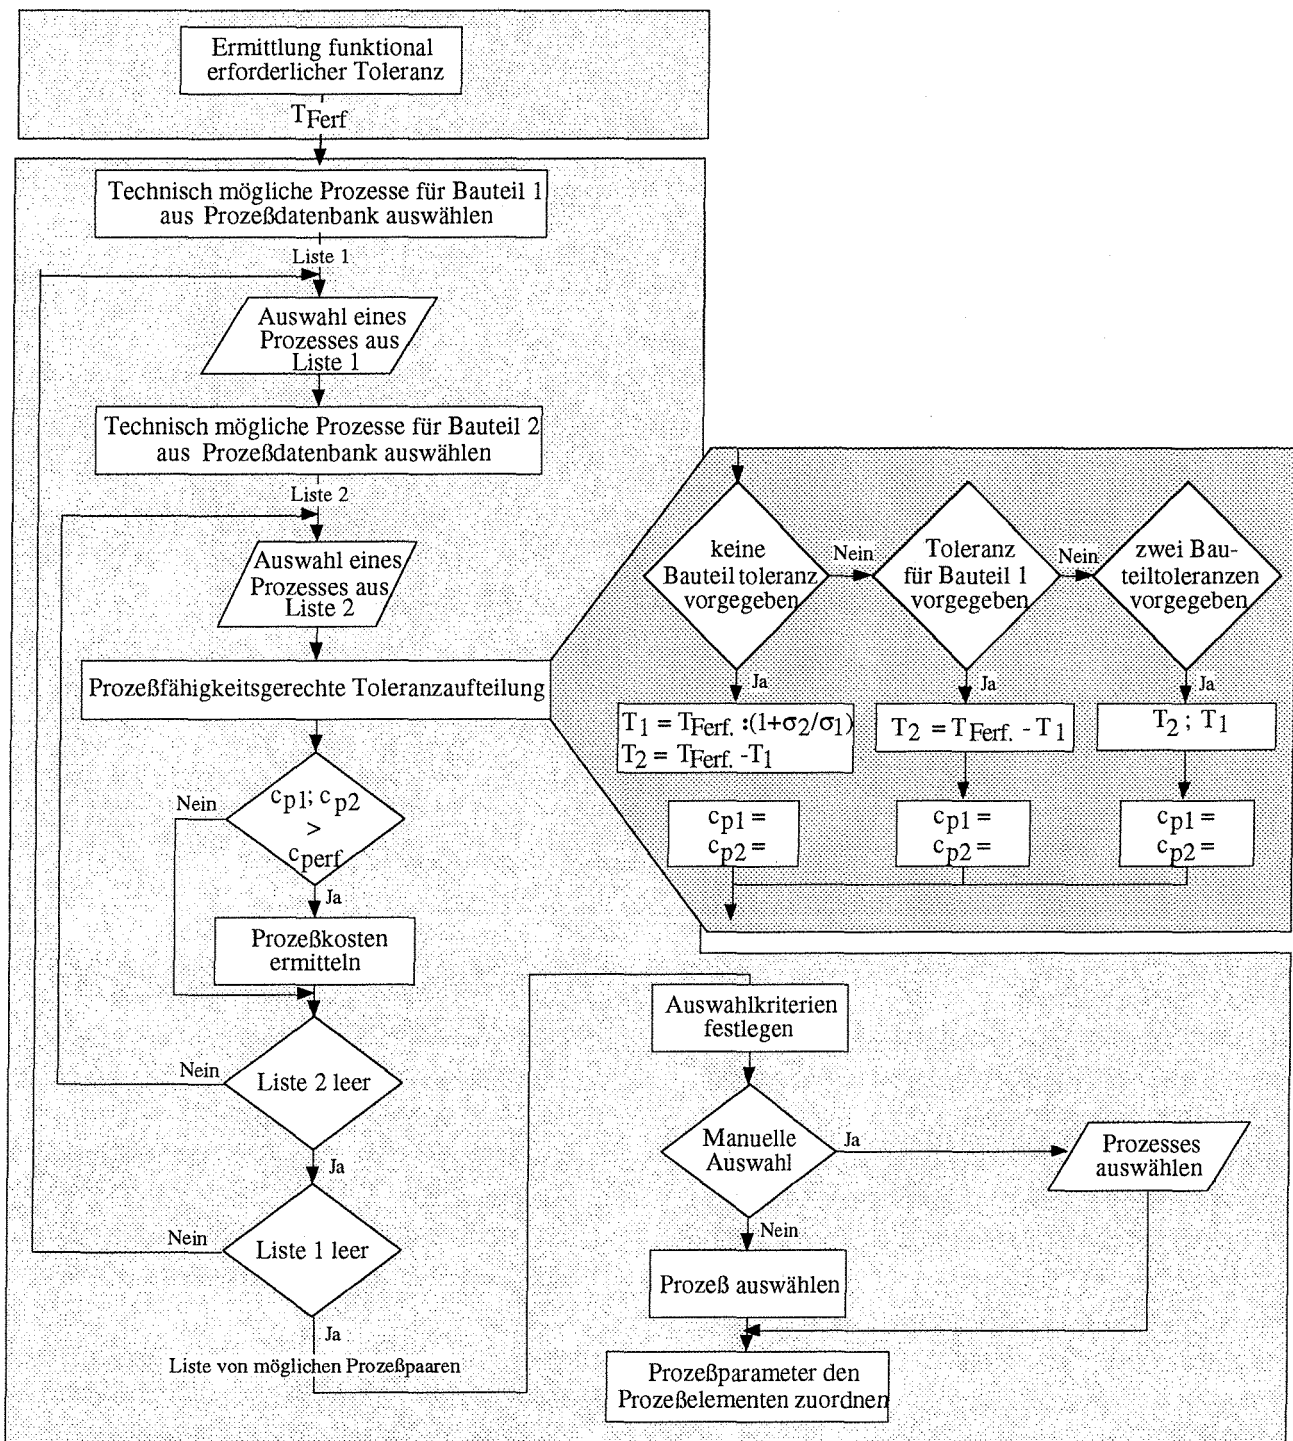 Ermittlung funktional
erforderlicher Toleranz
TFerf
Technisch mögliche Prozesse für Bauteil 1
aus Prozeßdatenbank auswählen
Liste 1
Auswahl eines
Prozesses aus
Liste 1
Technisch mögliche Prozesse für Bauteil 2
aus Prozeßdatenbank auswählen
Liste 2
Auswahl eines
Prozesses aus
Liste 2
Prozeßfähigkeitsgerechte Toleranzaufteilung
keine
Bauteil toleranz
vorgegeben
Nein
Toleranz
für Bauteil 1
vorgegeben
Nein
zwei Bau-
teiltoleranzen
vorgegeben
Ja
Ja
Ja
T1 = TFerf. :(1+σ2/σ1)
T2 = TFerf. -T1
T2 = TFerf. - T1
T2 ; T1
cp1 =
cp2 =
cp1 =
cp2 =
cp1 =
cp2 =
cp1; cp2
>
cperf
Nein
Ja
Prozeßkosten
ermitteln
Liste 2 leer
Nein
Ja
Liste 1 leer
Nein
Ja
Liste von möglichen Prozeßpaaren
Auswahlkriterien
festlegen
Manuelle
Auswahl
Ja
Prozesses
auswählen
Nein
Prozeß auswählen
Prozeßparameter den
Prozeßelementen zuordnen